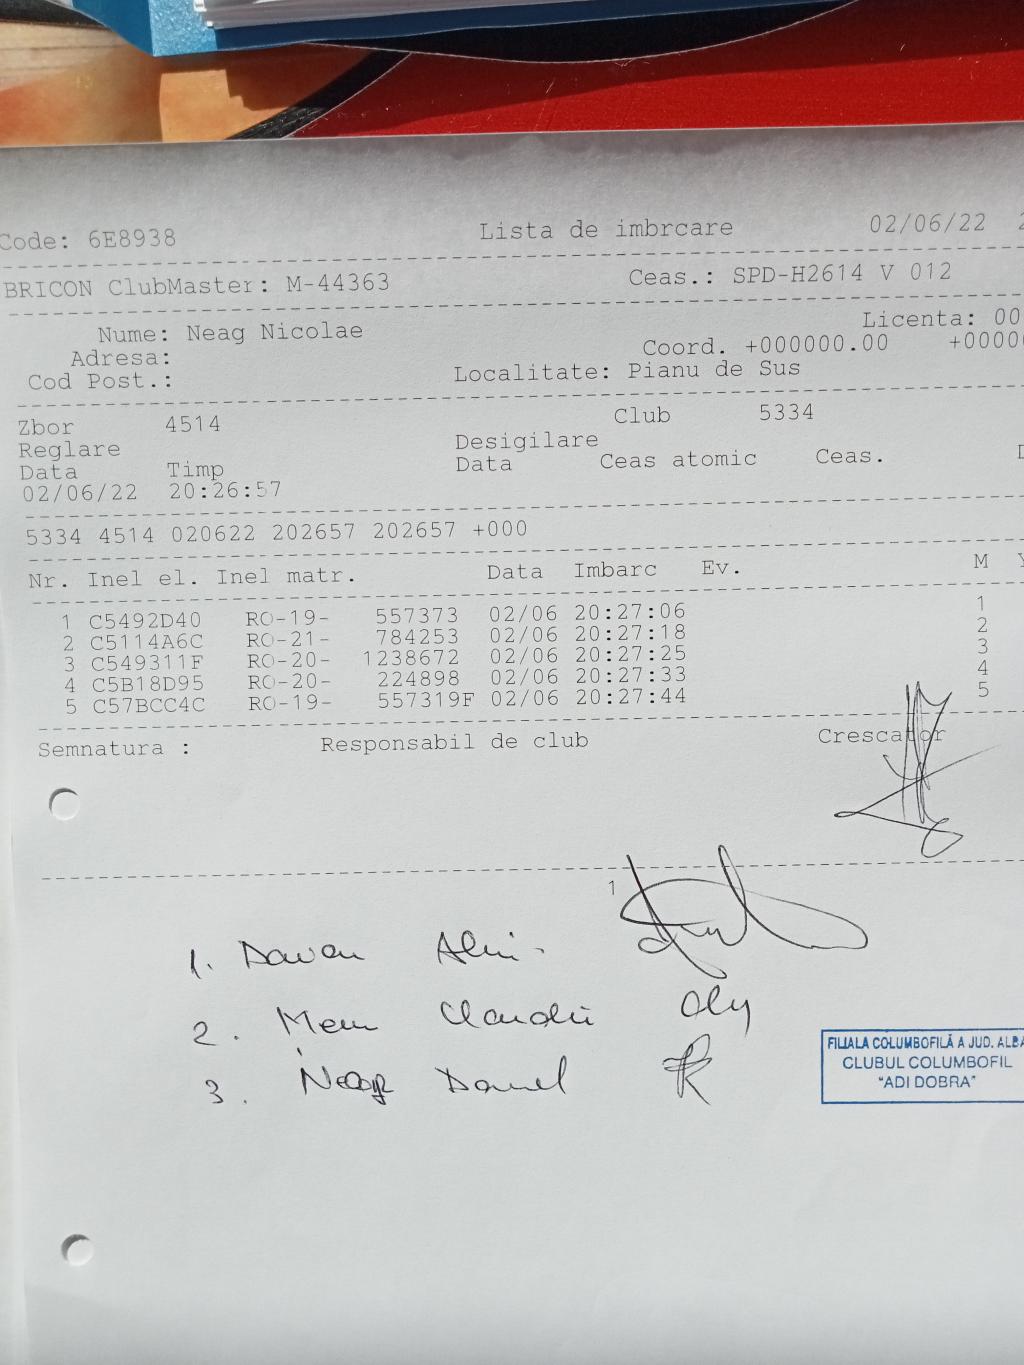 Code: 6E8938 Lista de imbrcare 02/06/22 2
BRICON ClubMaster: M-44363 Ceas.: SPD-H2614 V 012
Nume: Neag Nicolae Licenta: 00
Adresa: Coord. +000000.00 +0000
Cod Post.: Localitate: Pianu de Sus
Zbor 4514 Club 5334
Reglare Desigilare
Data Timp Data Ceas atomic Ceas. D
02/06/22 20:26:57
5334 4514 020622 202657 202657 +000
Nr. Inel el. Inel matr. Data Imbarc Ev. M
1 C5492D40 RO-19- 557373 02/06 20:27:06 1
2 C5114A6C RO-21- 784253 02/06 20:27:18 2
3 C549311F RO-20- 1238672 02/06 20:27:25 3
4 C5B18D95 RO-20- 224898 02/06 20:27:33 4
5 C57BCC4C RO-19- 557319F 02/06 20:27:44 5
Semnatura : Responsabil de club Crescator
1
1.
2. Claudiu
3. Neag Daniel
FILIALA COLUMBOFILĂ A JUD. ALBA
CLUBUL COLUMBOFIL
"ADI DOBRA"